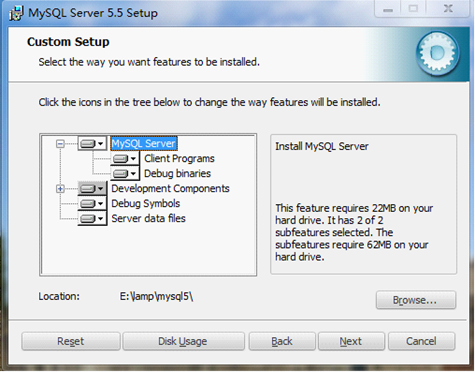 MySQL Server 5.5 Setup
Custom Setup
Select the way you want features to be installed.
Click the icons in the tree below to change the way features will be installed.
MySQL Server
Client Programs
Debug binaries
Development Components
Debug Symbols
Server data files
Install MySQL Server
This feature requires 22MB on your
hard drive. It has 2 of 2
subfeatures selected. The
subfeatures require 62MB on your
hard drive.
Location:
E:\lamp\mysql5\
Browse...
Reset
Disk Usage
Back
Next
Cancel